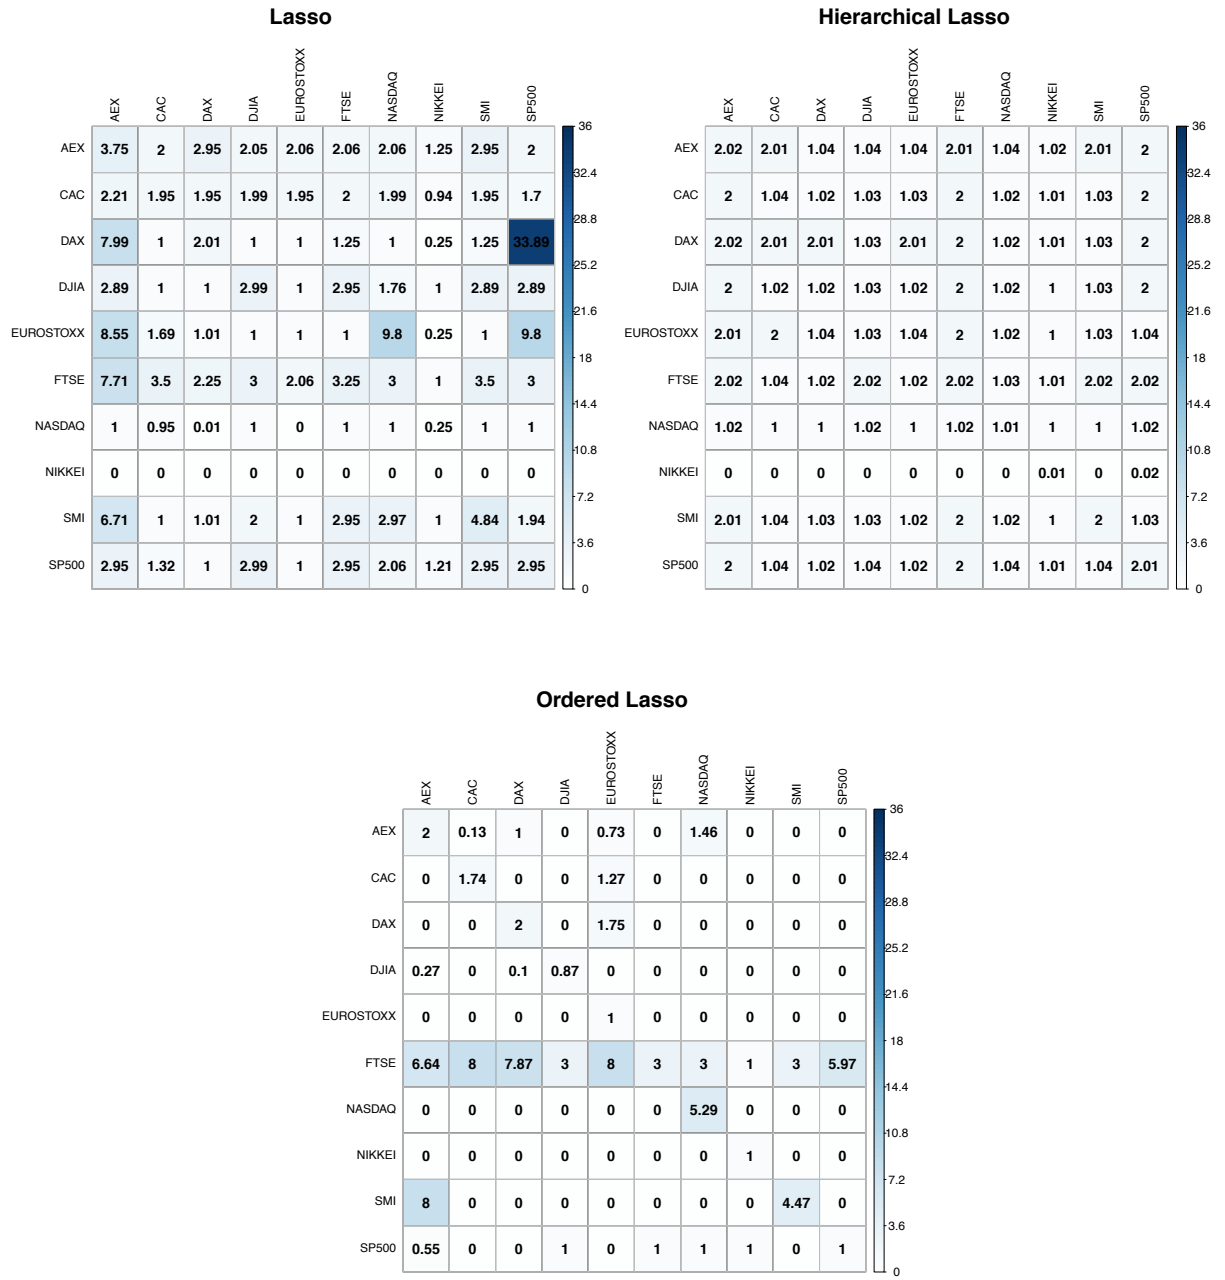 Lasso
AEX CAC DAX DJIA EUROSTOXX FTSE NASDAQ NIKKEI SMI SP500
AEX 3.75 2 2.95 2.05 2.06 2.06 2.06 1.25 2.95 2
CAC 2.21 1.95 1.95 1.99 1.95 2 1.99 0.94 1.95 1.7
DAX 7.99 1 2.01 1 1 1.25 1 0.25 1.25 33.89
DJIA 2.89 1 1 2.99 1 2.95 1.76 1 2.89 2.89
EUROSTOXX 8.55 1.69 1.01 1 1 1 9.8 0.25 1 9.8
FTSE 7.71 3.5 2.25 3 2.06 3.25 3 1 3.5 3
NASDAQ 1 0.95 0.01 1 0 1 1 0.25 1 1
NIKKEI 0 0 0 0 0 0 0 0 0 0
SMI 6.71 1 1.01 2 1 2.95 2.97 1 4.84 1.94
SP500 2.95 1.32 1 2.99 1 2.95 2.06 1.21 2.95 2.95
36
32.4
28.8
25.2
21.6
18
14.4
10.8
7.2
3.6
0
Hierarchical Lasso
AEX CAC DAX DJIA EUROSTOXX FTSE NASDAQ NIKKEI SMI SP500
AEX 2.02 2.01 1.04 1.04 1.04 2.01 1.04 1.02 2.01 2
CAC 2 1.04 1.02 1.03 1.03 2 1.02 1.01 1.03 2
DAX 2.02 2.01 2.01 1.03 2.01 2 1.02 1.01 1.03 2
DJIA 2 1.02 1.02 1.03 1.02 2 1.02 1 1.03 2
EUROSTOXX 2.01 2 1.04 1.03 1.04 2 1.02 1 1.03 1.04
FTSE 2.02 1.04 1.02 2.02 1.02 2.02 1.03 1.01 2.02 2.02
NASDAQ 1.02 1 1 1.02 1 1.02 1.01 1 1 1.02
NIKKEI 0 0 0 0 0 0 0 0.01 0 0.02
SMI 2.01 1.04 1.03 1.03 1.02 2 1.02 1 2 1.03
SP500 2 1.04 1.02 1.04 1.02 2 1.04 1.01 1.04 2.01
36
32.4
28.8
25.2
21.6
18
14.4
10.8
7.2
3.6
0
Ordered Lasso
AEX CAC DAX DJIA EUROSTOXX FTSE NASDAQ NIKKEI SMI SP500
AEX 2 0.13 1 0 0.73 0 1.46 0 0 0
CAC 0 1.74 0 0 1.27 0 0 0 0 0
DAX 0 0 2 0 1.75 0 0 0 0 0
DJIA 0.27 0 0.1 0.87 0 0 0 0 0 0
EUROSTOXX 0 0 0 0 1 0 0 0 0 0
FTSE 6.64 8 7.87 3 8 3 3 1 3 5.97
NASDAQ 0 0 0 0 0 0 5.29 0 0 0
NIKKEI 0 0 0 0 0 0 0 1 0 0
SMI 8 0 0 0 0 0 0 0 4.47 0
SP500 0.55 0 0 1 0 1 1 1 0 1
36
32.4
28.8
25.2
21.6
18
14.4
10.8
7.2
3.6
0